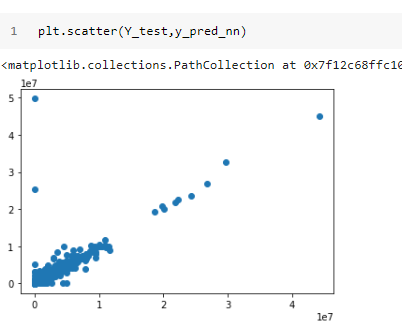 1 plt.scatter(Y_test,y_pred_nn)
<matplotlib.collections.PathCollection at 0x7f12c68ffc10
1e7
5
4
3
2
1
0
0 1 2 3 4
1e7